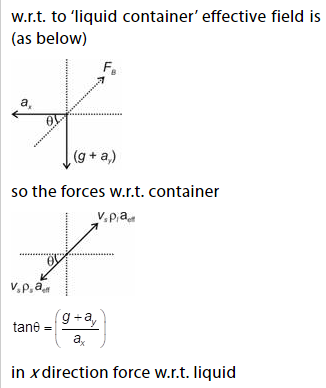 w.r.t. to ‘liquid container’ effective field is
(as below)
F_B
a_x
θ
(g + a_y)
so the forces w.r.t. container
V_s ρ_l a_eff
θ
V_s ρ_s a_eff
tanθ = ((g + a_y) / a_x)
in x direction force w.r.t. liquid